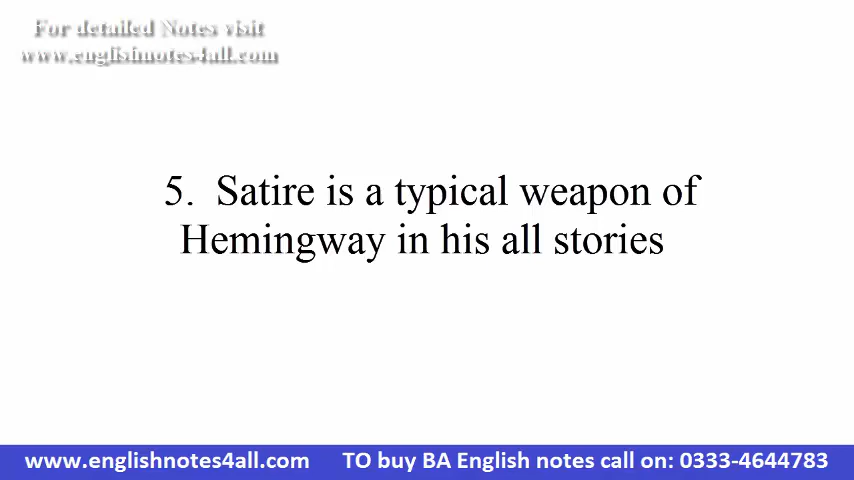 For detailed Notes visit
www.englisinotes4all.com
5. Satire is a typical weapon of
Hemingway in his all stories
www.englishnotes4all.com TO buy BA English notes call on: 0333-4644783